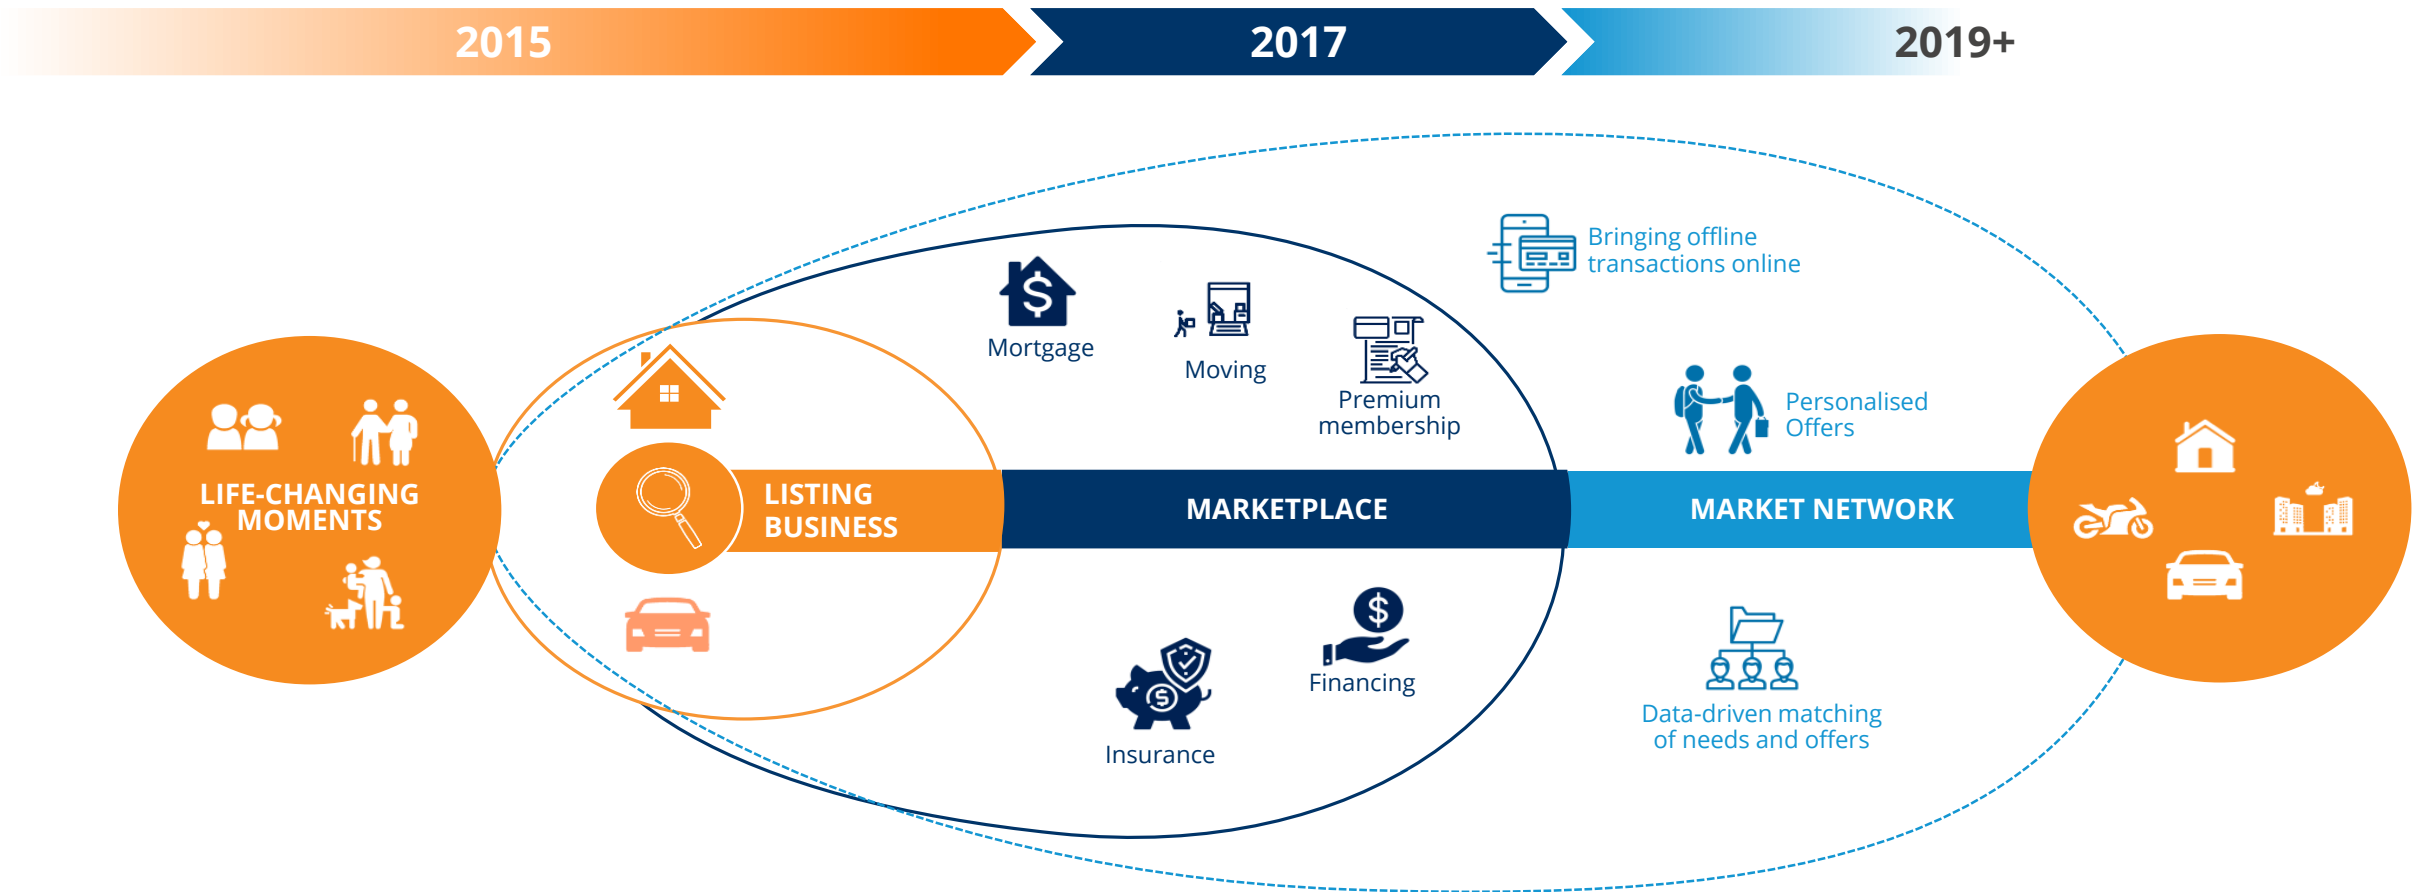 2015
2017
2019+
Bringing offline
transactions online
Mortgage
Moving
Premium
membership
Personalised
Offers
LIFE-CHANGING
MOMENTS
LISTING
BUSINESS
MARKETPLACE
MARKET NETWORK
Financing
Insurance
Data-driven matching
of needs and offers